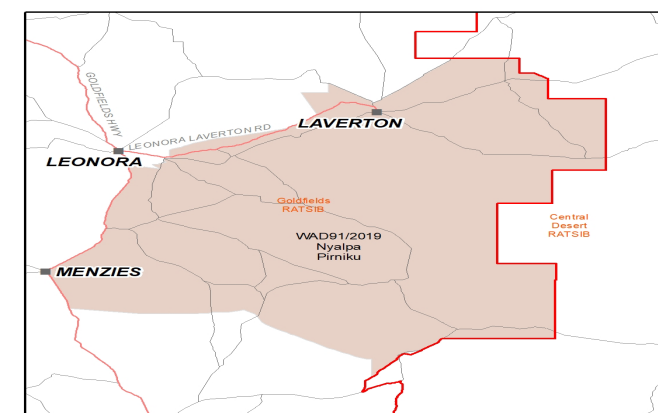 GOLDFIELDS HWY
LEONORA LAVERTON RD
LAVERTON
LEONORA
Goldfields
RATSIB
Central
Desert
RATSIB
WAD91/2019
Nyalpa
Pirniku
MENZIES